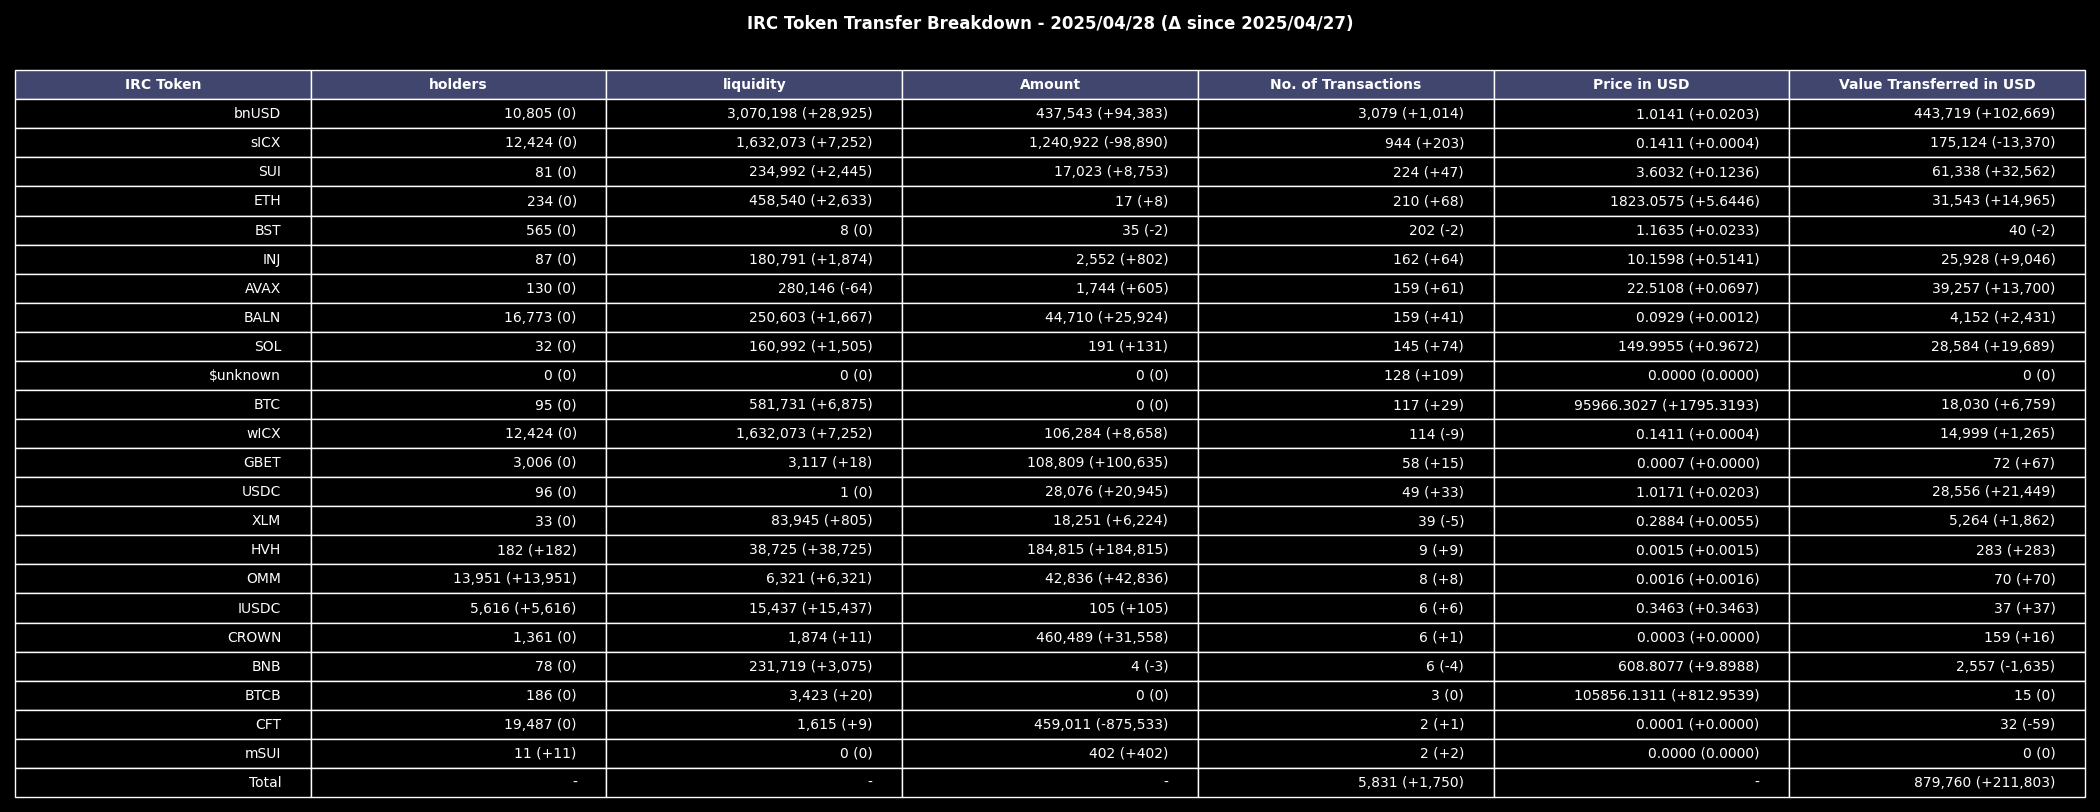 IRC Token Transfer Breakdown - 2025/04/28 (Δ since 2025/04/27)
IRC Token holders liquidity Amount No. of Transactions Price in USD Value Transferred in USD
bnUSD 10,805 (0) 3,070,198 (+28,925) 437,543 (+94,383) 3,079 (+1,014) 1.0141 (+0.0203) 443,719 (+102,669)
sICX 12,424 (0) 1,632,073 (+7,252) 1,240,922 (-98,890) 944 (+203) 0.1411 (+0.0004) 175,124 (-13,370)
SUI 81 (0) 234,992 (+2,445) 17,023 (+8,753) 224 (+47) 3.6032 (+0.1236) 61,338 (+32,562)
ETH 234 (0) 458,540 (+2,633) 17 (+8) 210 (+68) 1823.0575 (+5.6446) 31,543 (+14,965)
BST 565 (0) 8 (0) 35 (-2) 202 (-2) 1.1635 (+0.0233) 40 (-2)
INJ 87 (0) 180,791 (+1,874) 2,552 (+802) 162 (+64) 10.1598 (+0.5141) 25,928 (+9,046)
AVAX 130 (0) 280,146 (-64) 1,744 (+605) 159 (+61) 22.5108 (+0.0697) 39,257 (+13,700)
BALN 16,773 (0) 250,603 (+1,667) 44,710 (+25,924) 159 (+41) 0.0929 (+0.0012) 4,152 (+2,431)
SOL 32 (0) 160,992 (+1,505) 191 (+131) 145 (+74) 149.9955 (+0.9672) 28,584 (+19,689)
$unknown 0 (0) 0 (0) 0 (0) 128 (+109) 0.0000 (0.0000) 0 (0)
BTC 95 (0) 581,731 (+6,875) 0 (0) 117 (+29) 95966.3027 (+1795.3193) 18,030 (+6,759)
wICX 12,424 (0) 1,632,073 (+7,252) 106,284 (+8,658) 114 (-9) 0.1411 (+0.0004) 14,999 (+1,265)
GBET 3,006 (0) 3,117 (+18) 108,809 (+100,635) 58 (+15) 0.0007 (+0.0000) 72 (+67)
USDC 96 (0) 1 (0) 28,076 (+20,945) 49 (+33) 1.0171 (+0.0203) 28,556 (+21,449)
XLM 33 (0) 83,945 (+805) 18,251 (+6,224) 39 (-5) 0.2884 (+0.0055) 5,264 (+1,862)
HVH 182 (+182) 38,725 (+38,725) 184,815 (+184,815) 9 (+9) 0.0015 (+0.0015) 283 (+283)
OMM 13,951 (+13,951) 6,321 (+6,321) 42,836 (+42,836) 8 (+8) 0.0016 (+0.0016) 70 (+70)
IUSDC 5,616 (+5,616) 15,437 (+15,437) 105 (+105) 6 (+6) 0.3463 (+0.3463) 37 (+37)
CROWN 1,361 (0) 1,874 (+11) 460,489 (+31,558) 6 (+1) 0.0003 (+0.0000) 159 (+16)
BNB 78 (0) 231,719 (+3,075) 4 (-3) 6 (-4) 608.8077 (+9.8988) 2,557 (-1,635)
BTCB 186 (0) 3,423 (+20) 0 (0) 3 (0) 105856.1311 (+812.9539) 15 (0)
CFT 19,487 (0) 1,615 (+9) 459,011 (-875,533) 2 (+1) 0.0001 (+0.0000) 32 (-59)
mSUI 11 (+11) 0 (0) 402 (+402) 2 (+2) 0.0000 (0.0000) 0 (0)
Total - - - 5,831 (+1,750) - 879,760 (+211,803)